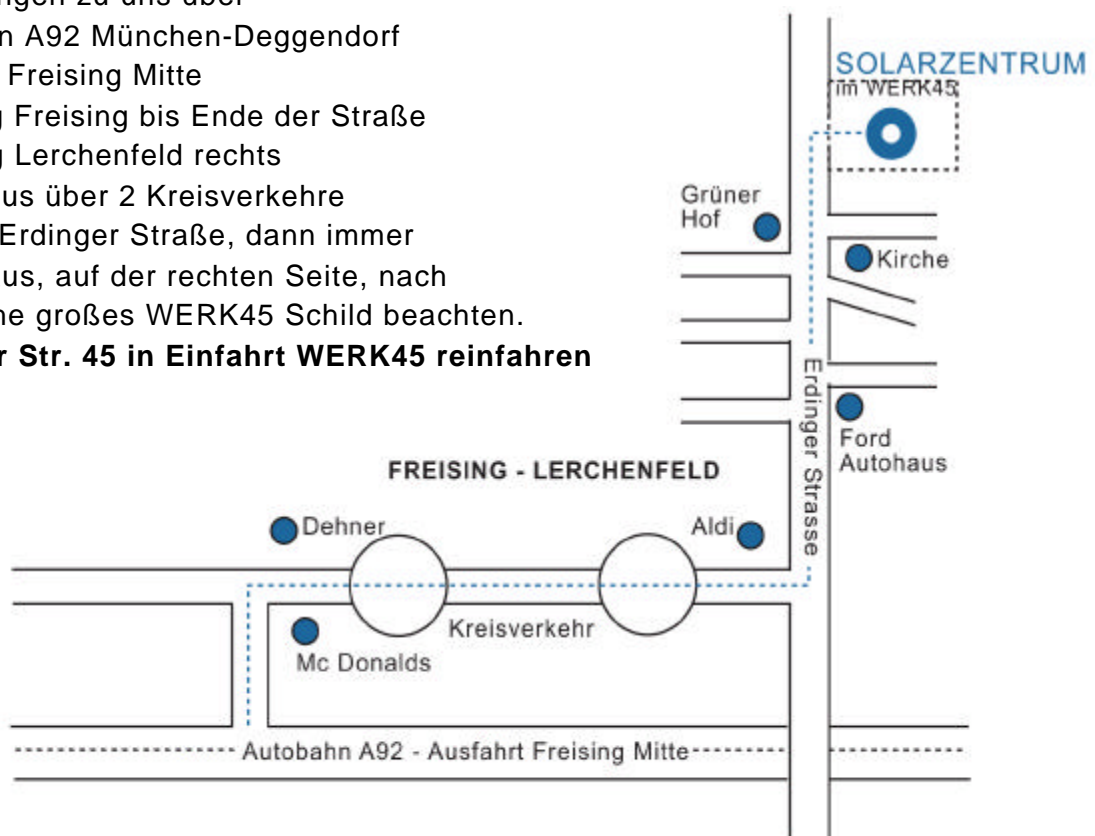 ngen zu uns über
n A92 München-Deggendorf
Freising Mitte
g Freising bis Ende der Straße
g Lerchenfeld rechts
us über 2 Kreisverkehre
Erdinger Straße, dann immer
us, auf der rechten Seite, nach
ne großes WERK45 Schild beachten.
r Str. 45 in Einfahrt WERK45 reinfahren
SOLARZENTRUM
im WERK45
Grüner
Hof
Kirche
Erdinger Strasse
Ford
Autohaus
FREISING - LERCHENFELD
Dehner
Aldi
Kreisverkehr
Mc Donalds
Autobahn A92 - Ausfahrt Freising Mitte